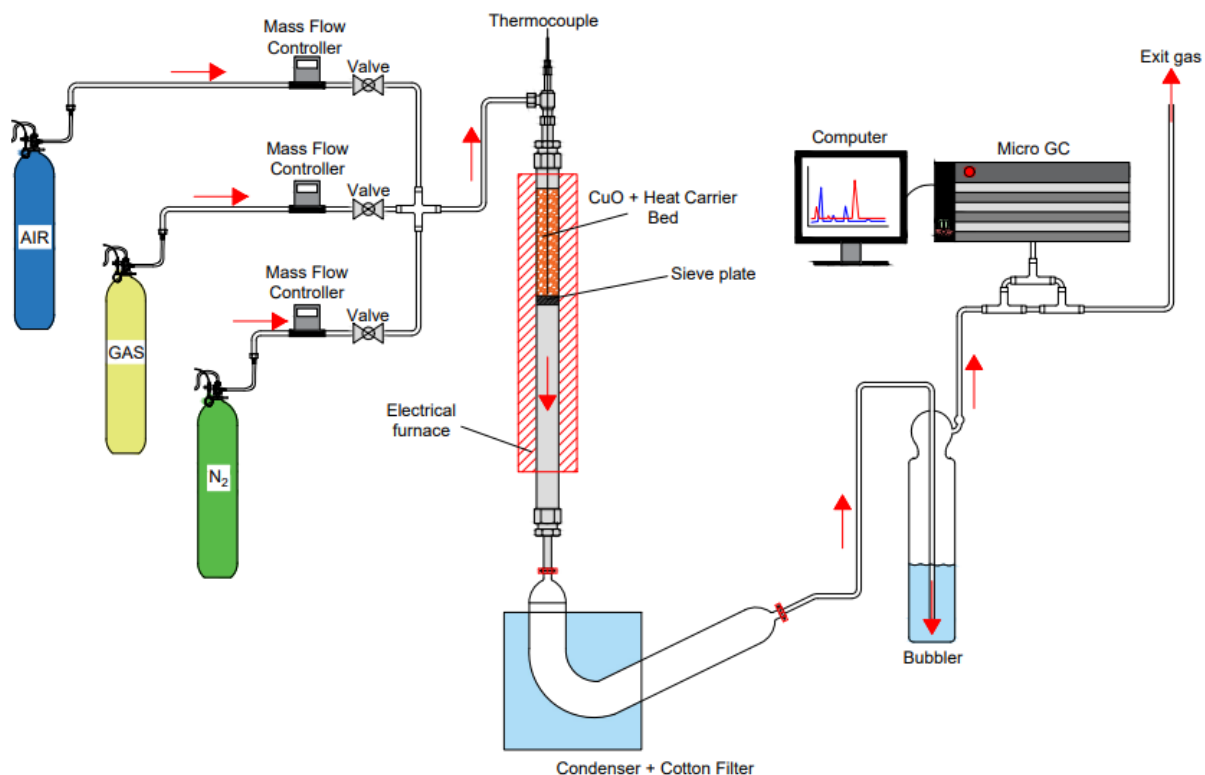 Thermocouple
Mass Flow
Controller
Valve
Exit gas
Mass Flow
Controller
Valve
Computer
Micro GC
CuO + Heat Carrier
Bed
AIR
Sieve plate
Mass Flow
Controller
Valve
GAS
Electrical
furnace
N₂
Bubbler
Condenser + Cotton Filter